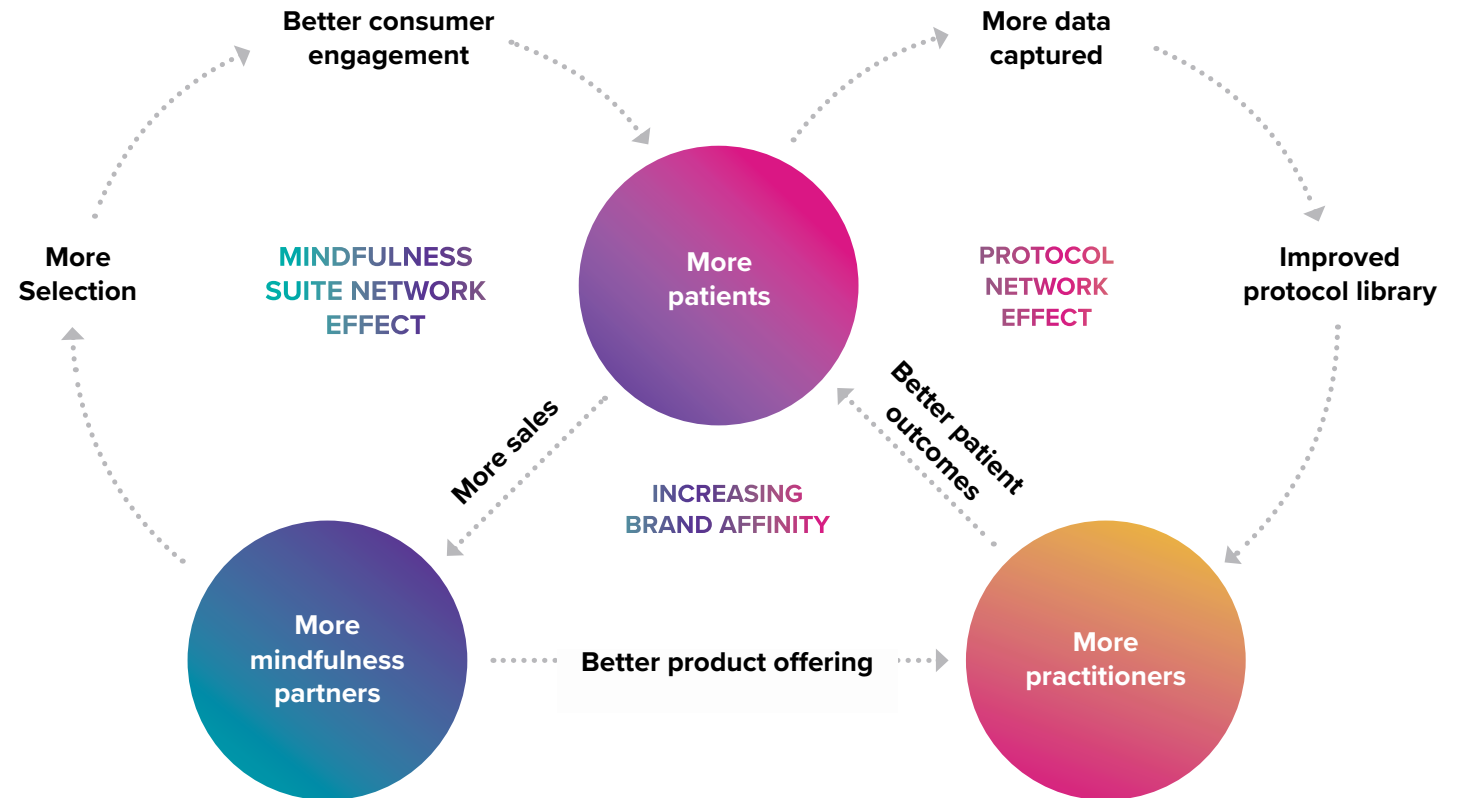 Better consumer
engagement
More data
captured
More
Selection
MINDFULNESS
SUITE NETWORK
EFFECT
More
patients
PROTOCOL
NETWORK
EFFECT
Improved
protocol library
More sales
Better patient
outcomes
INCREASING
BRAND AFFINITY
More
mindfulness
partners
Better product offering
More
practitioners